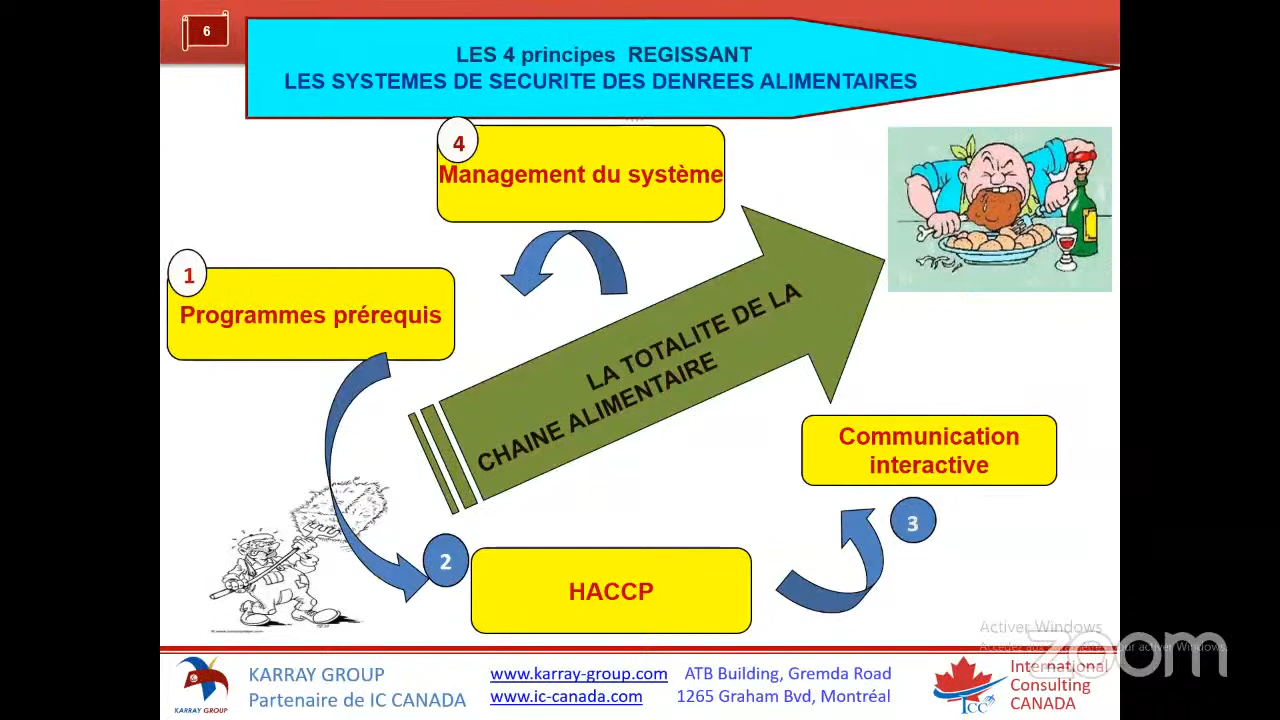 6
LES 4 principes REGISSANT
LES SYSTEMES DE SECURITE DES DENREES ALIMENTAIRES
4
Management du système
1
Programmes prérequis
LA TOTALITE DE LA
CHAINE ALIMENTAIRE
Communication
interactive
3
2
HACCP
Activer Windows
zoom
KARRAY GROUP
Partenaire de IC CANADA
www.karray-group.com
www.ic-canada.com
ATB Building, Gremda Road
1265 Graham Bvd, Montréal
International
Consulting
CANADA
KARRAY GROUP
ICC